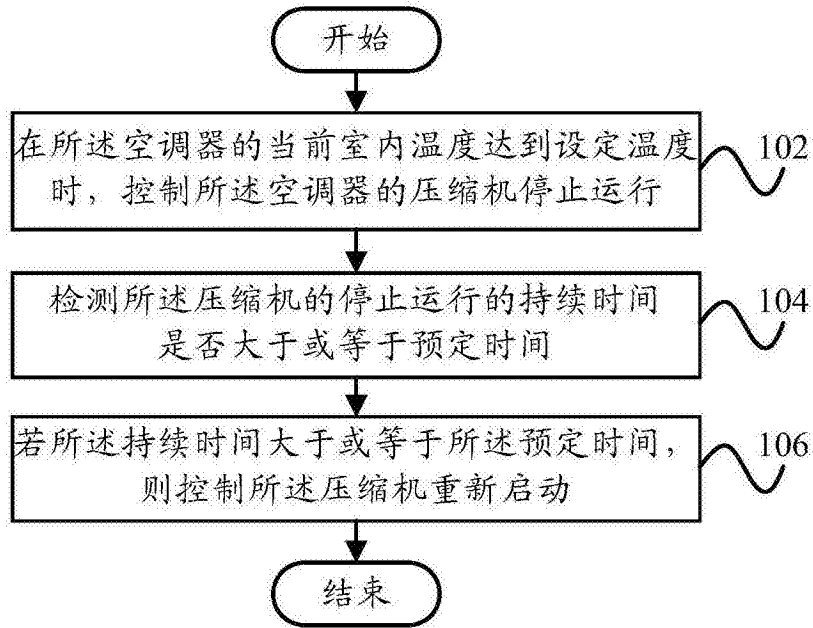 开始
在所述空调器的当前室内温度达到设定温度
时，控制所述空调器的压缩机停止运行
102
检测所述压缩机的停止运行的持续时间
是否大于或等于预定时间
104
若所述持续时间大于或等于所述预定时间，
则控制所述压缩机重新启动
106
结束